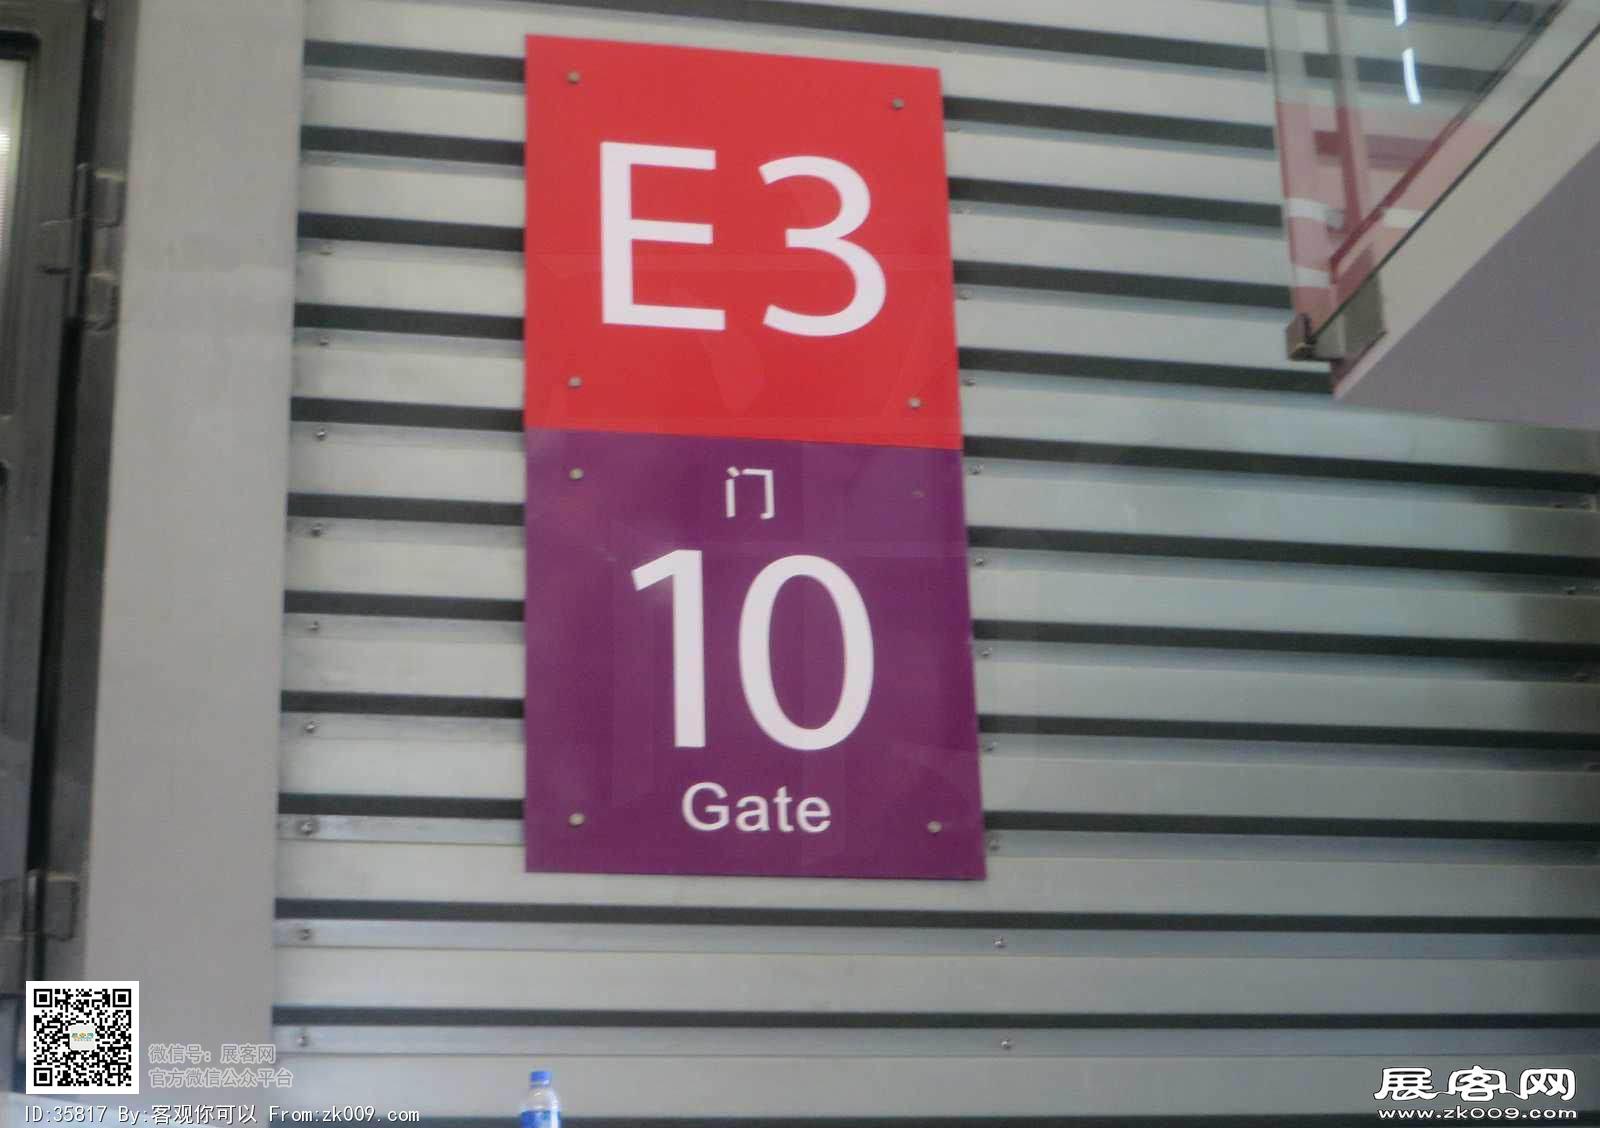 E3
门
10
Gate
微信号：展客网
官方微信公众平台
ID:35817 By:客观你可以 From:zk009.com
展客网
www.zk009.com